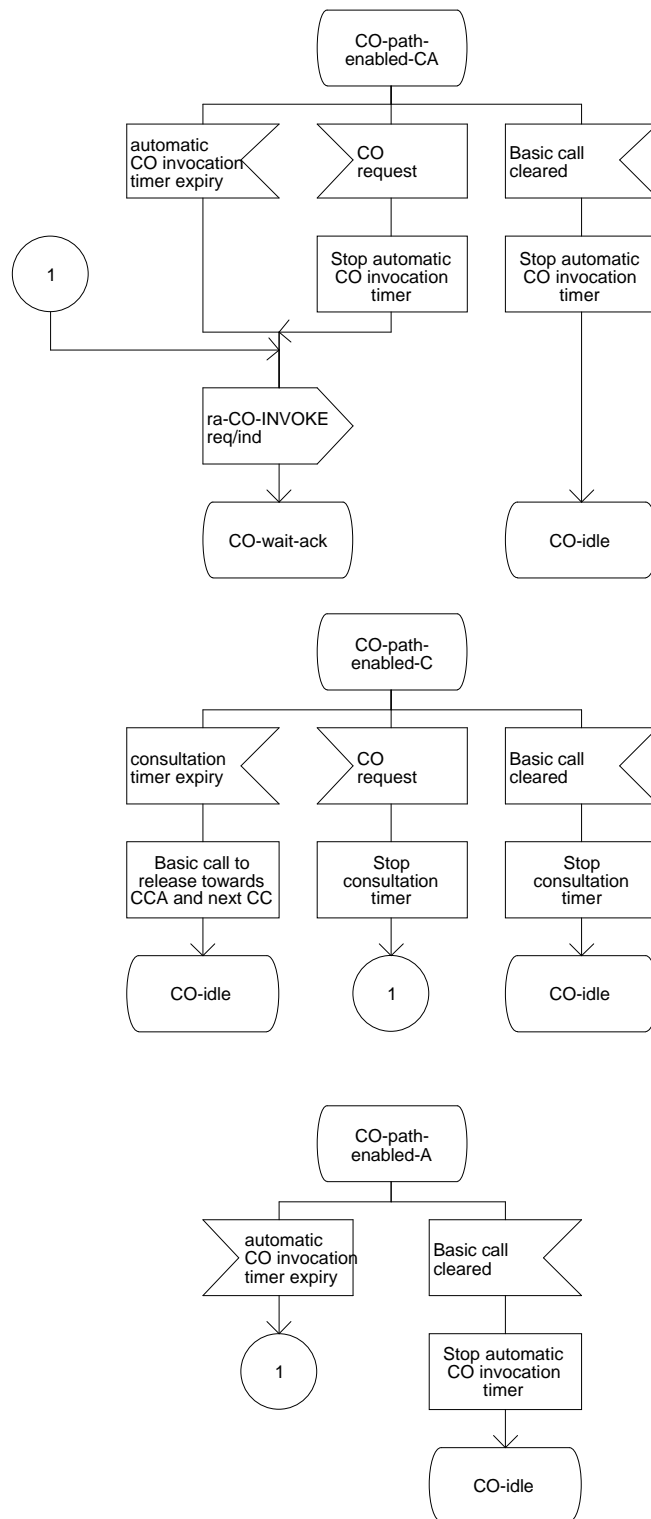 CO-path-
enabled-CA
automatic
CO invocation
timer expiry
CO
request
Basic call
cleared
1
Stop automatic
CO invocation
timer
Stop automatic
CO invocation
timer
ra-CO-INVOKE
req/ind
CO-wait-ack
CO-idle
CO-path-
enabled-C
consultation
timer expiry
CO
request
Basic call
cleared
Basic call to
release towards
CCA and next CC
Stop
consultation
timer
Stop
consultation
timer
CO-idle
1
CO-idle
CO-path-
enabled-A
automatic
CO invocation
timer expiry
Basic call
cleared
1
Stop automatic
CO invocation
timer
CO-idle